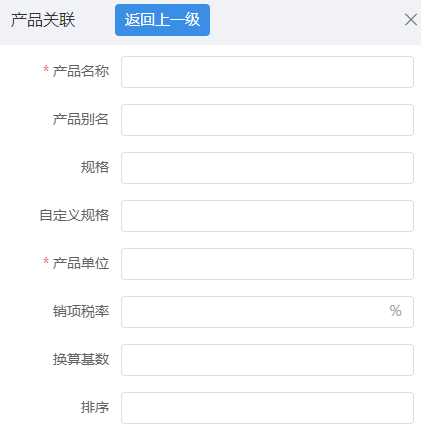 产品关联 返回上一级
* 产品名称
产品别名
规格
自定义规格
* 产品单位
销项税率 %
换算基数
排序